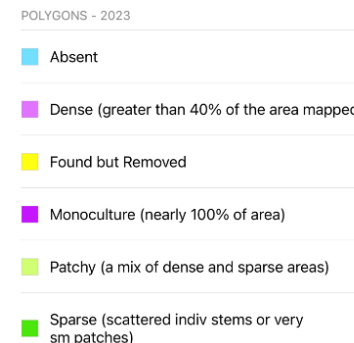 POLYGONS - 2023
Absent
Dense (greater than 40% of the area mapped
Found but Removed
Monoculture (nearly 100% of area)
Patchy (a mix of dense and sparse areas)
Sparse (scattered indiv stems or very
sm patches)